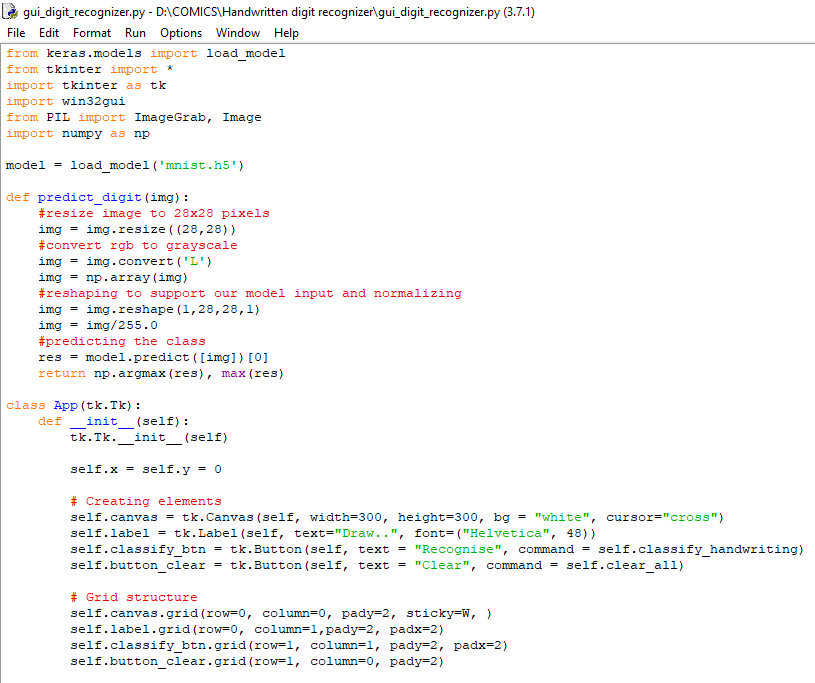 gui_digit_recognizer.py - D:\COMICS\Handwritten digit recognizer\gui_digit_recognizer.py (3.7.1)
File Edit Format Run Options Window Help
from keras.models import load_model
from tkinter import *
import tkinter as tk
import win32gui
from PIL import ImageGrab, Image
import numpy as np

model = load_model('mnist.h5')

def predict_digit(img):
    #resize image to 28x28 pixels
    img = img.resize((28,28))
    #convert rgb to grayscale
    img = img.convert('L')
    img = np.array(img)
    #reshaping to support our model input and normalizing
    img = img.reshape(1,28,28,1)
    img = img/255.0
    #predicting the class
    res = model.predict([img])[0]
    return np.argmax(res), max(res)

class App(tk.Tk):
    def __init__(self):
        tk.Tk.__init__(self)

        self.x = self.y = 0

        # Creating elements
        self.canvas = tk.Canvas(self, width=300, height=300, bg = "white", cursor="cross")
        self.label = tk.Label(self, text="Draw..", font=("Helvetica", 48))
        self.classify_btn = tk.Button(self, text = "Recognise", command = self.classify_handwriting)
        self.button_clear = tk.Button(self, text = "Clear", command = self.clear_all)

        # Grid structure
        self.canvas.grid(row=0, column=0, pady=2, sticky=W, )
        self.label.grid(row=0, column=1,pady=2, padx=2)
        self.classify_btn.grid(row=1, column=1, pady=2, padx=2)
        self.button_clear.grid(row=1, column=0, pady=2)